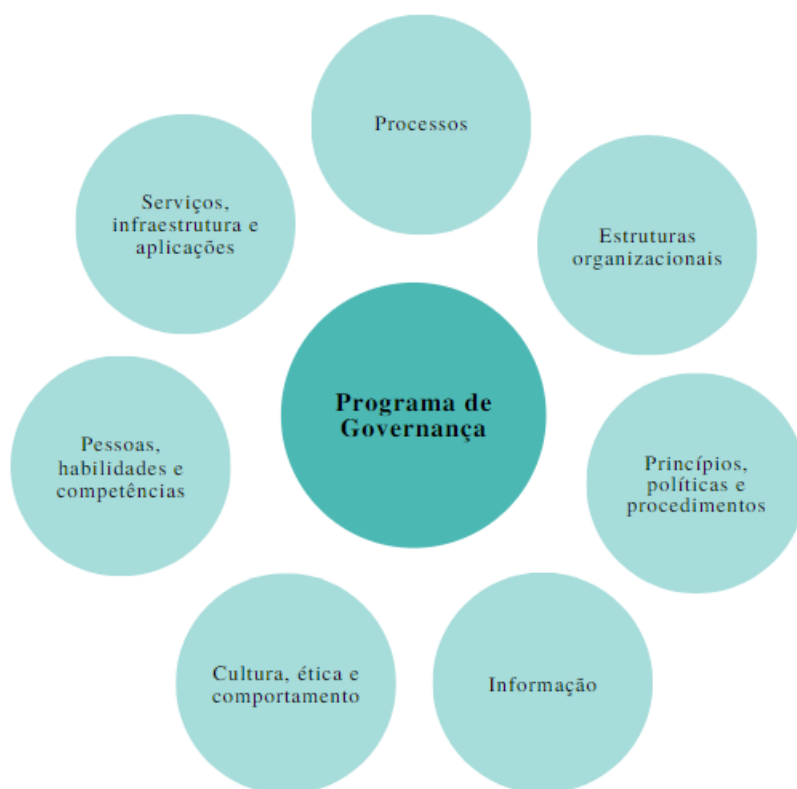 Processos
Serviços,
infraestrutura e
aplicações
Estruturas
organizacionais
Programa de
Governança
Pessoas,
habilidades e
competências
Princípios,
políticas e
procedimentos
Cultura, ética e
comportamento
Informação